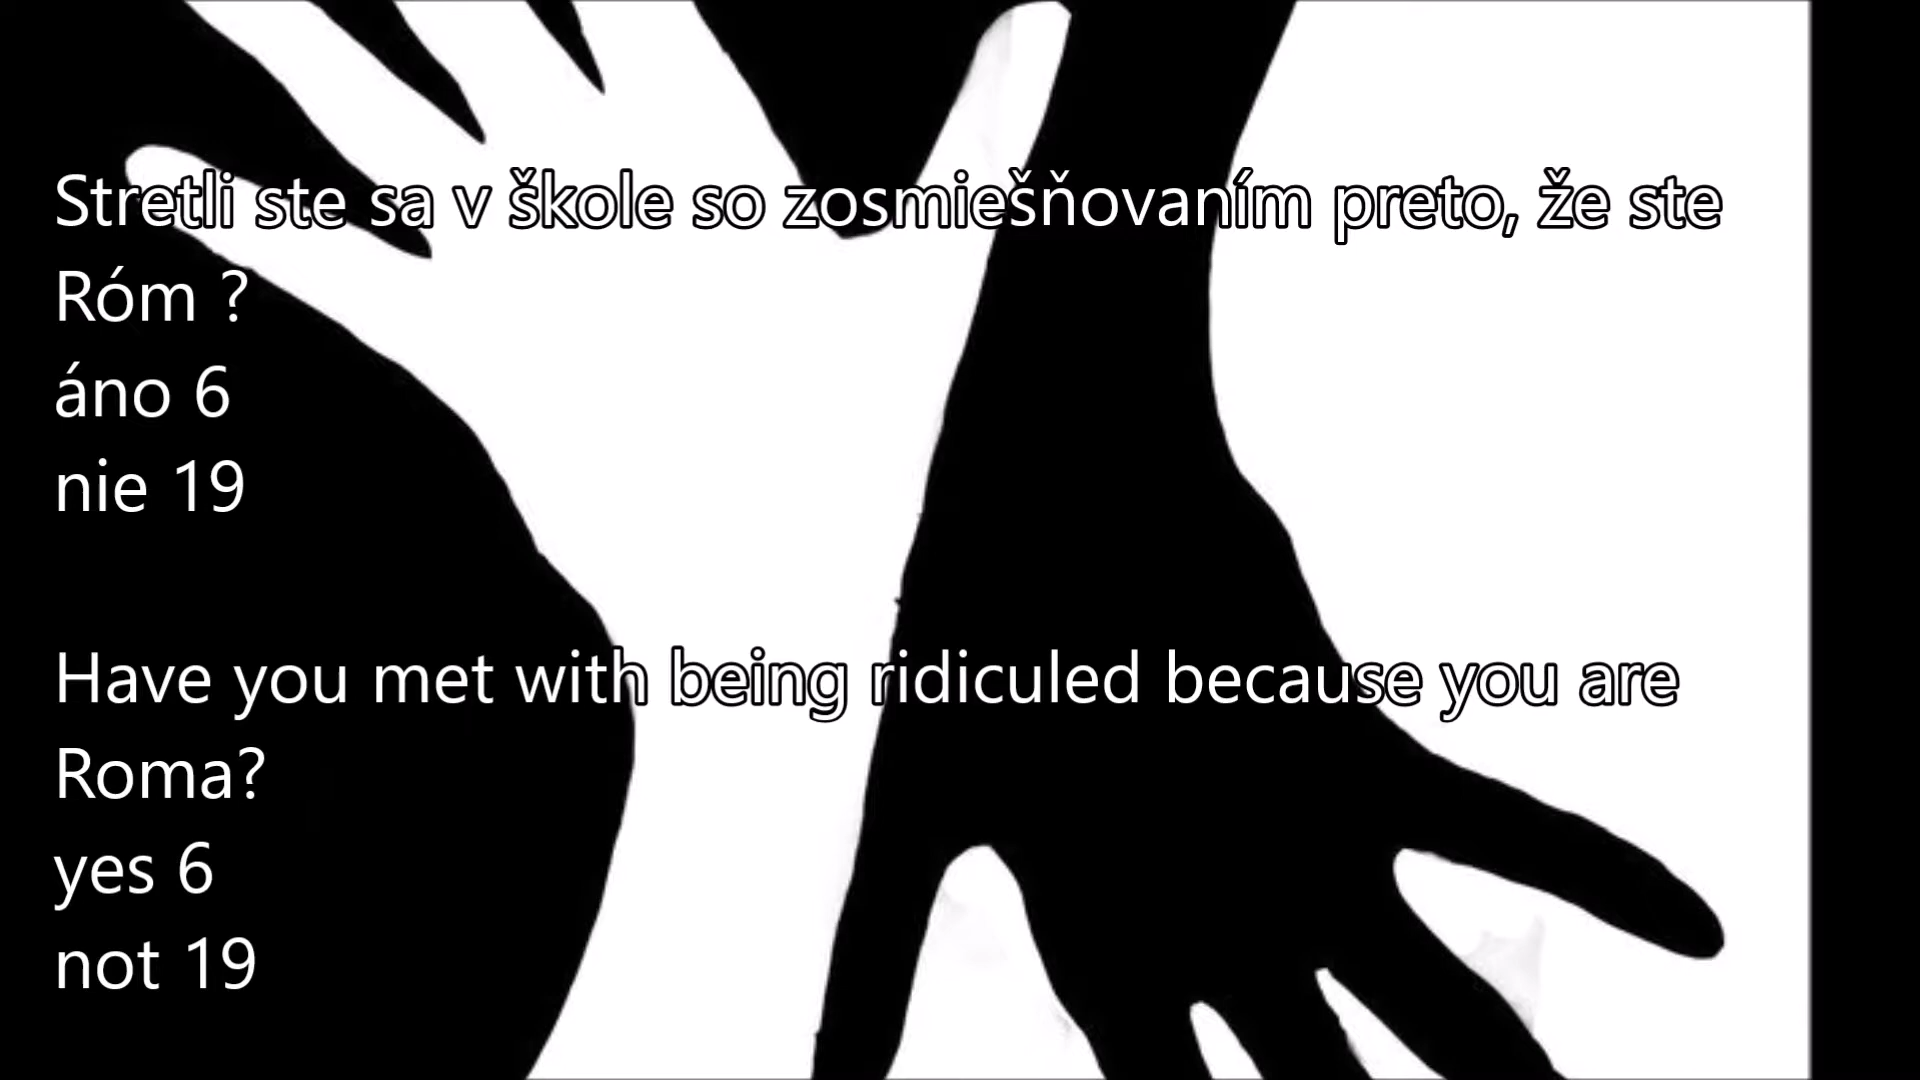 Stretli ste sa v škole so zosmiešňovaním preto, že ste
Róm ?
áno 6
nie 19
Have you met with being ridiculed because you are
Roma?
yes 6
not 19